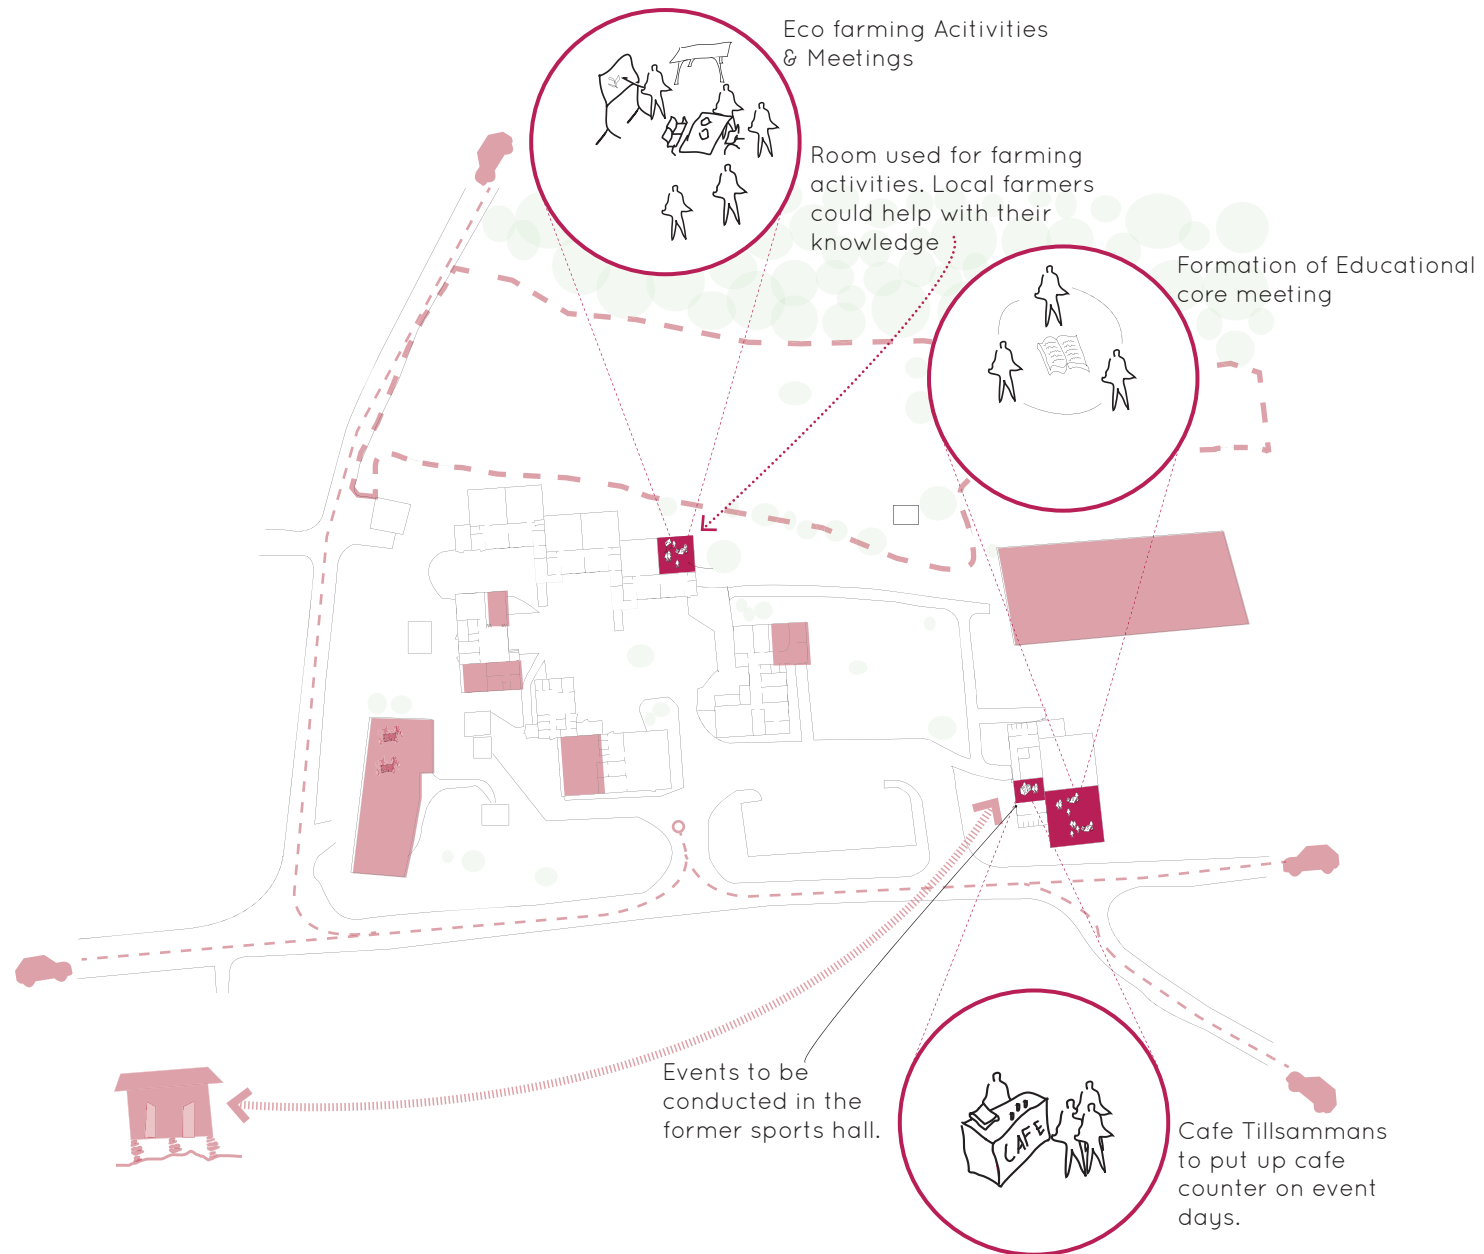 Eco farming Acitivities
& Meetings
Room used for farming
activities. Local farmers
could help with their
knowledge
Formation of Educational
core meeting
Events to be
conducted in the
former sports hall.
CAFE
Cafe Tillsammans
to put up cafe
counter on event
days.